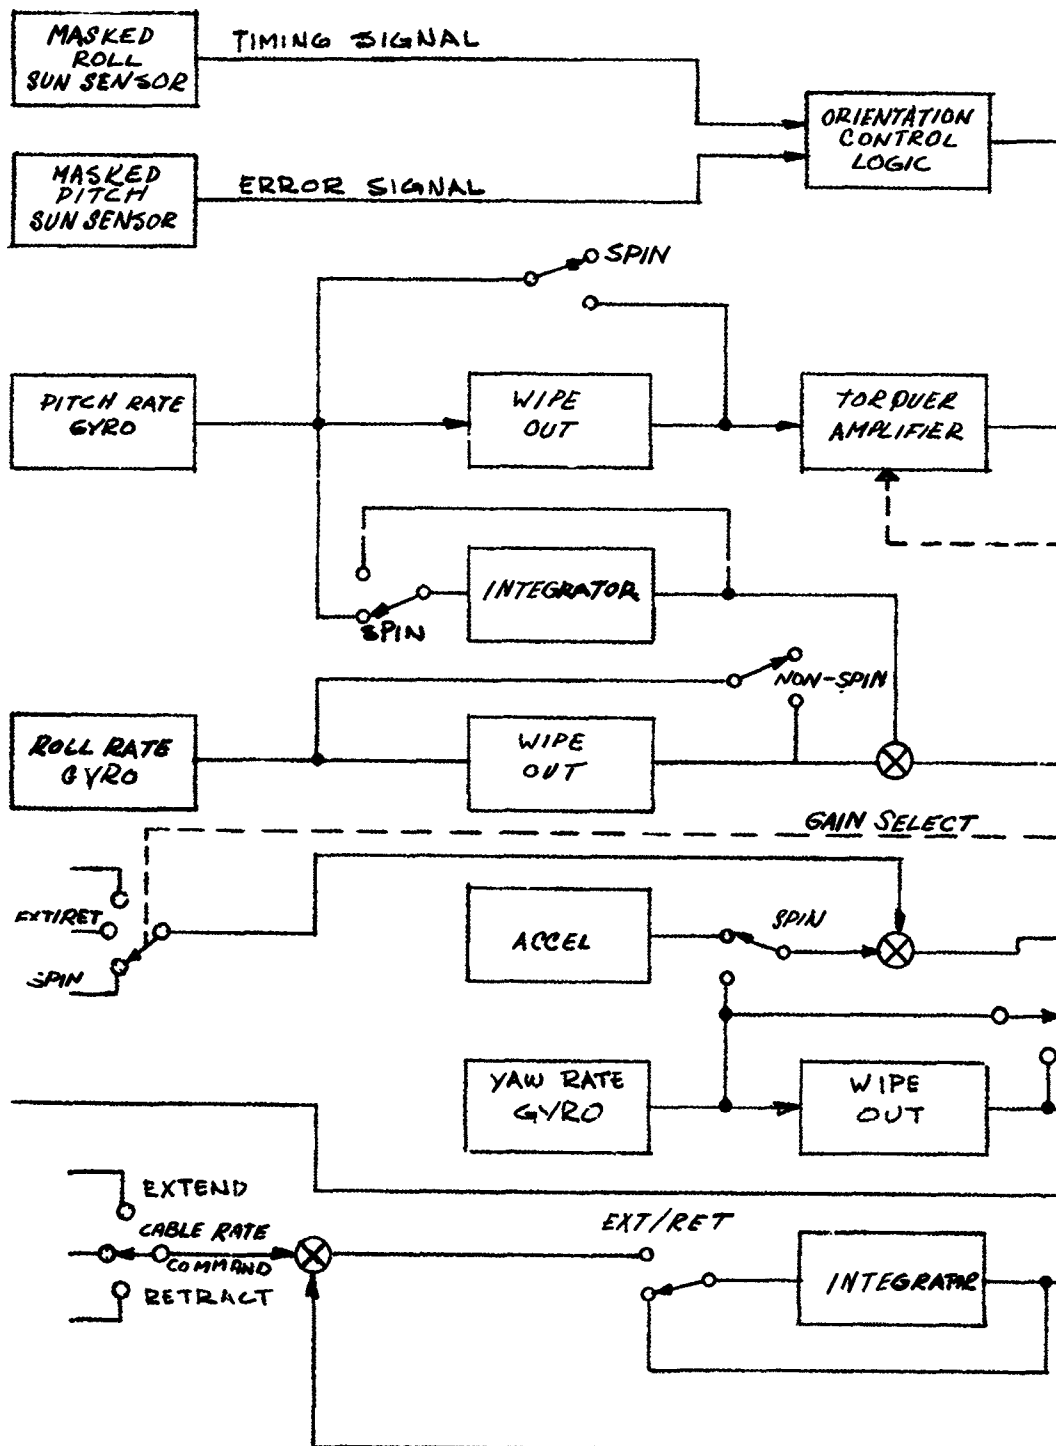 MASKED
ROLL
SUN SENSOR
TIMING SIGNAL
ORIENTATION
CONTROL
LOGIC
MASKED
PITCH
SUN SENSOR
ERROR SIGNAL
SPIN
PITCH RATE
GYRO
WIPE
OUT
TORQUER
AMPLIFIER
INTEGRATOR
SPIN
NON-SPIN
ROLL RATE
GYRO
WIPE
OUT
GAIN SELECT
EXT/RET
SPIN
ACCEL
SPIN
YAW RATE
GYRO
WIPE
OUT
EXTEND
CABLE RATE
COMMAND
RETRACT
EXT/RET
INTEGRATOR